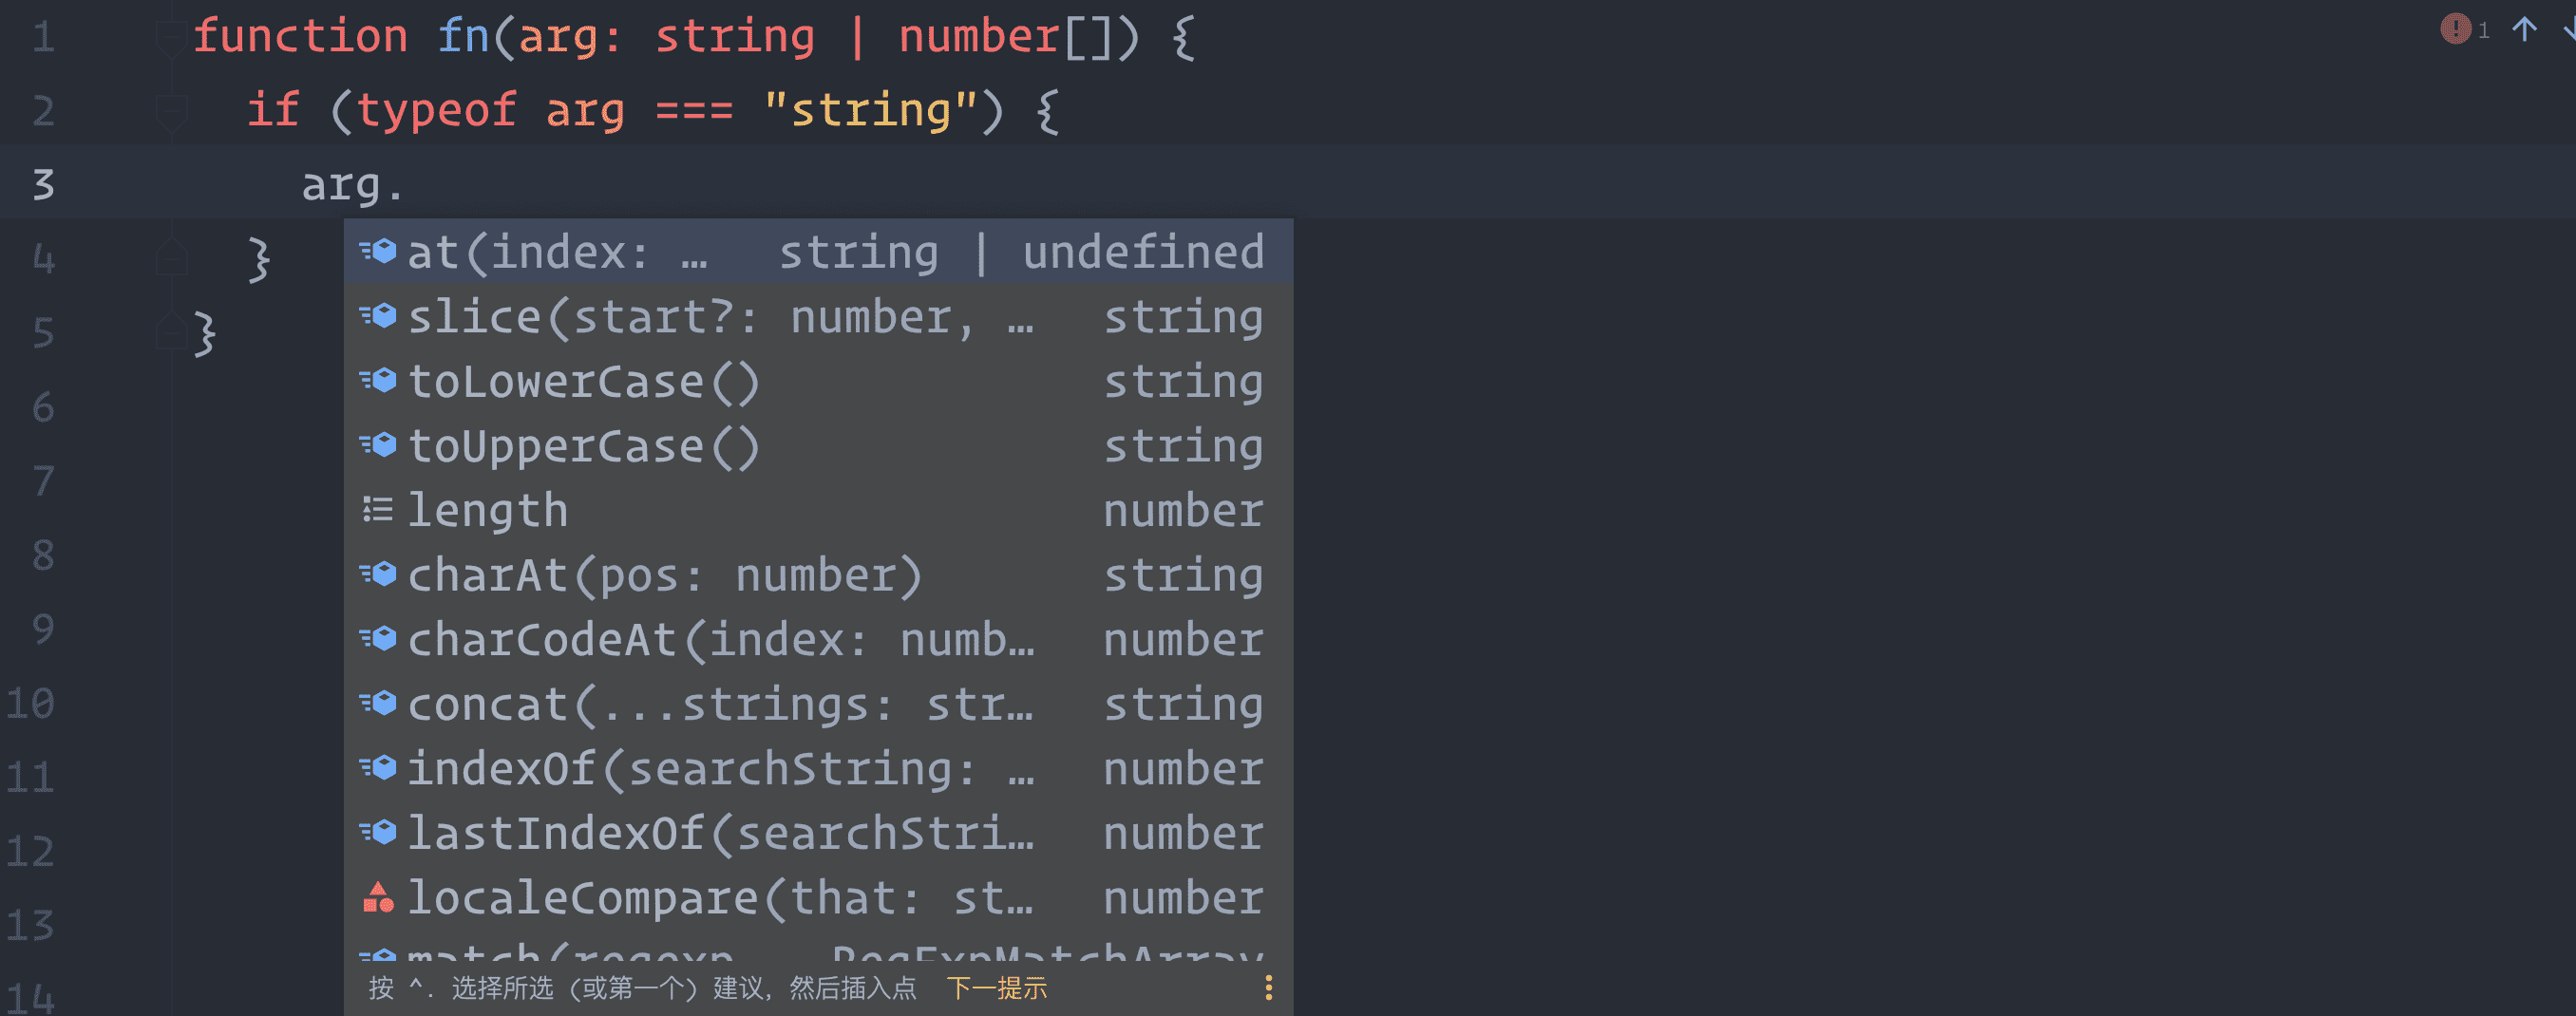 1 function fn(arg: string | number[]) {
1
2 if (typeof arg === "string") {
3 arg.
4 }
5 }
6
7
8
9
10
11
12
13
14
at(index: … string | undefined
slice(start?: number, … string
toLowerCase() string
toUpperCase() string
length number
charAt(pos: number) string
charCodeAt(index: numb… number
concat(...strings: str… string
indexOf(searchString: … number
lastIndexOf(searchStri… number
localeCompare(that: st… number
match(regexp… RegExpMatchArray
按 ^. 选择所选 (或第一个) 建议, 然后插入点 下一提示